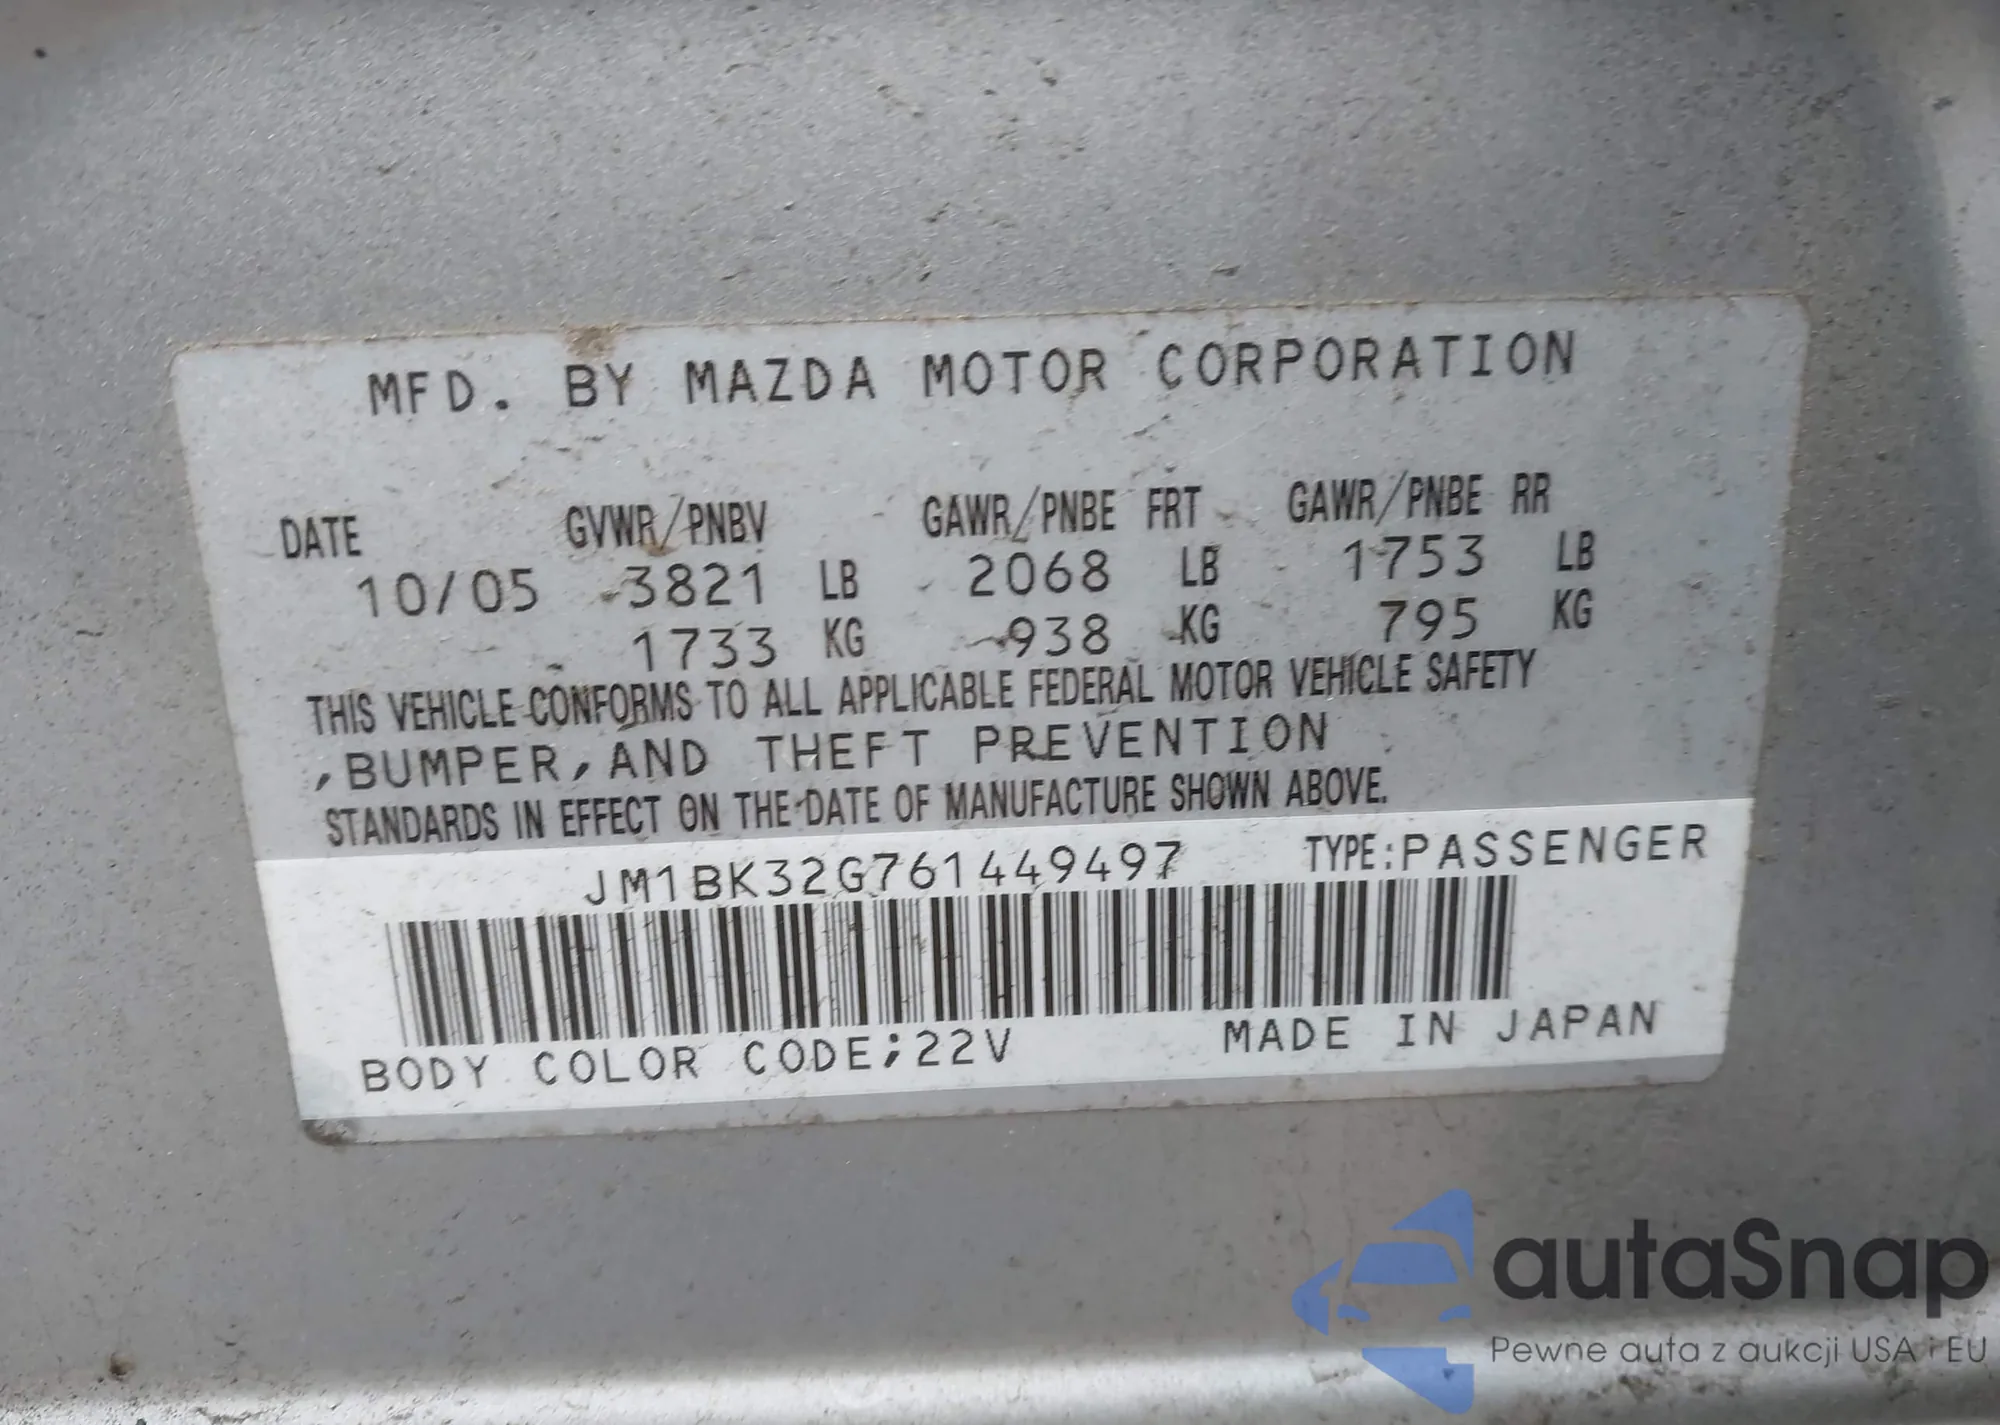 MFD. BY MAZDA MOTOR CORPORATION
DATE GVWR/PNBV GAWR/PNBE FRT GAWR/PNBE RR
10/05 3821 LB 2068 LB 1753 LB
1733 KG 938 KG 795 KG
THIS VEHICLE CONFORMS TO ALL APPLICABLE FEDERAL MOTOR VEHICLE SAFETY
,BUMPER,AND THEFT PREVENTION
STANDARDS IN EFFECT ON THE DATE OF MANUFACTURE SHOWN ABOVE.
JM1BK32G761449497 TYPE:PASSENGER
BODY COLOR CODE;22V MADE IN JAPAN
autaSnap
Pewne auta z aukcji USA i EU